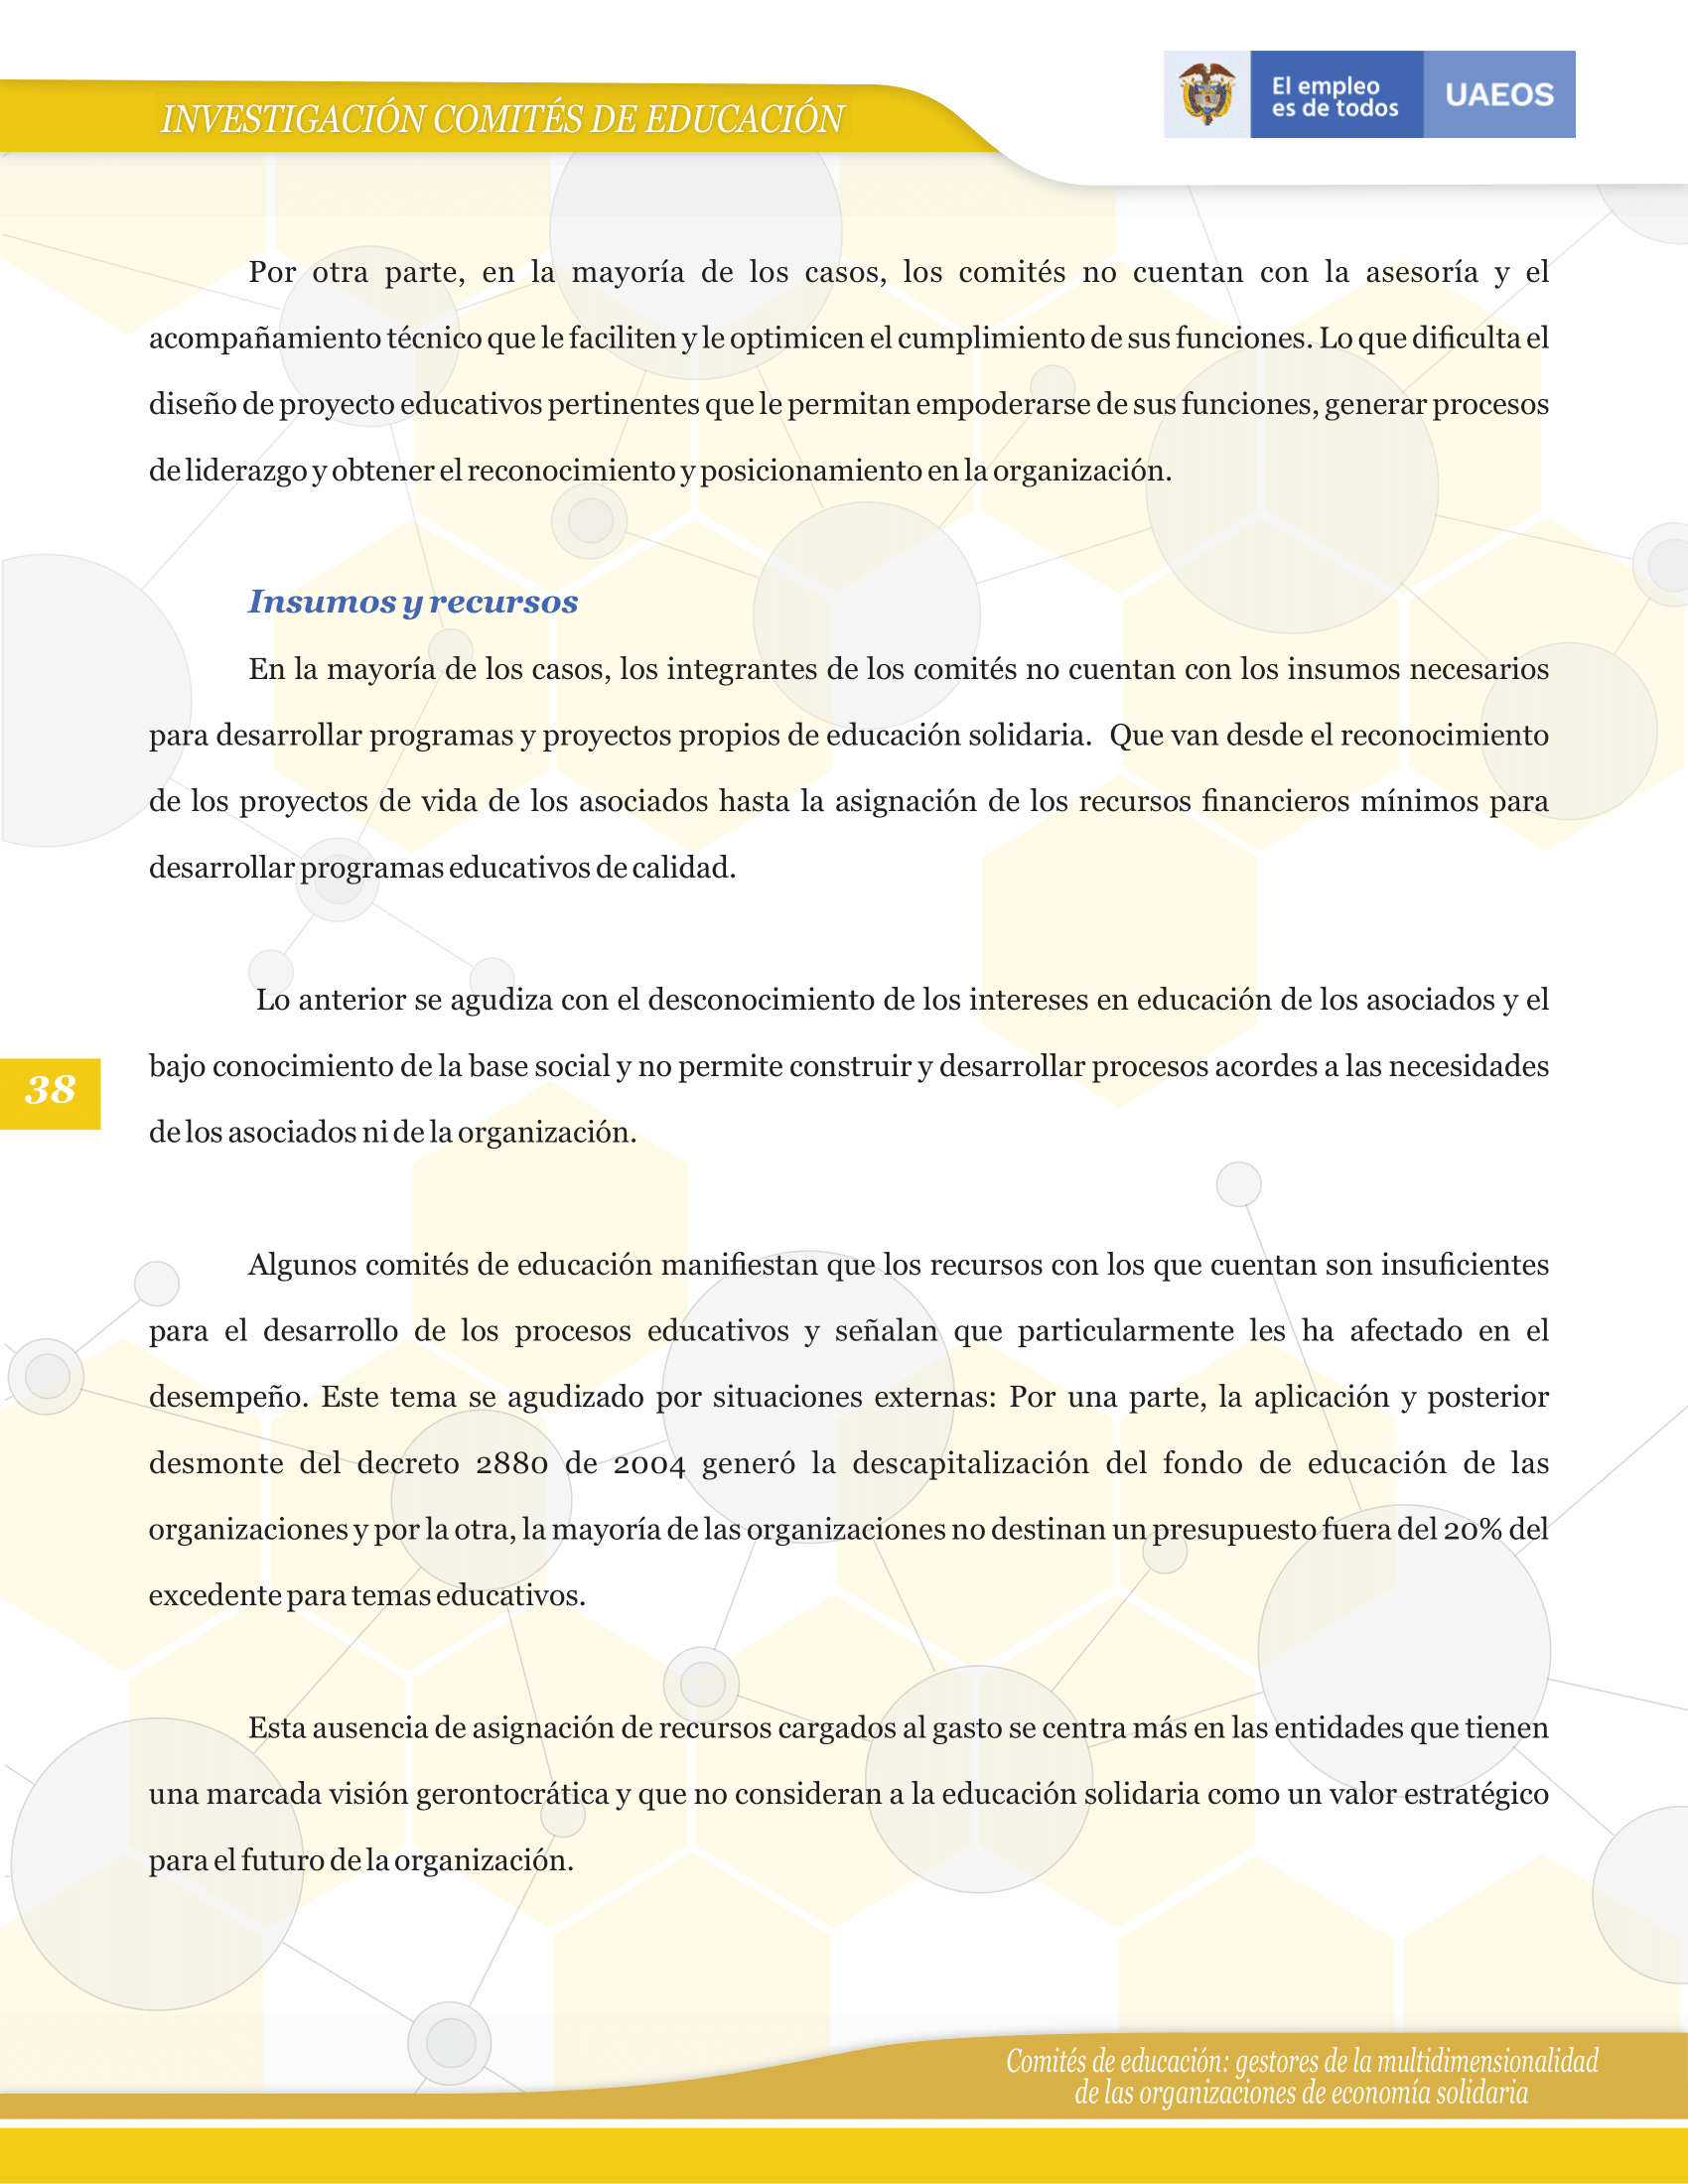 INVESTIGACIÓN COMITÉS DE EDUCACIÓN
El empleo
es de todos
UAEOS
Por otra parte, en la mayoría de los casos, los comités no cuentan con la asesoría y el
acompañamiento técnico que le faciliten y le optimicen el cumplimiento de sus funciones. Lo que dificulta el
diseño de proyecto educativos pertinentes que le permitan empoderarse de sus funciones, generar procesos
de liderazgo y obtener el reconocimiento y posicionamiento en la organización.
Insumos y recursos
En la mayoría de los casos, los integrantes de los comités no cuentan con los insumos necesarios
para desarrollar programas y proyectos propios de educación solidaria.  Que van desde el reconocimiento
de los proyectos de vida de los asociados hasta la asignación de los recursos financieros mínimos para
desarrollar programas educativos de calidad.
Lo anterior se agudiza con el desconocimiento de los intereses en educación de los asociados y el
bajo conocimiento de la base social y no permite construir y desarrollar procesos acordes a las necesidades
de los asociados ni de la organización.
38
Algunos comités de educación manifiestan que los recursos con los que cuentan son insuficientes
para el desarrollo de los procesos educativos y señalan que particularmente les ha afectado en el
desempeño. Este tema se agudizado por situaciones externas: Por una parte, la aplicación y posterior
desmonte del decreto 2880 de 2004 generó la descapitalización del fondo de educación de las
organizaciones y por la otra, la mayoría de las organizaciones no destinan un presupuesto fuera del 20% del
excedente para temas educativos.
Esta ausencia de asignación de recursos cargados al gasto se centra más en las entidades que tienen
una marcada visión gerontocrática y que no consideran a la educación solidaria como un valor estratégico
para el futuro de la organización.
Comités de educación: gestores de la multidimensionalidad
de las organizaciones de economía solidaria